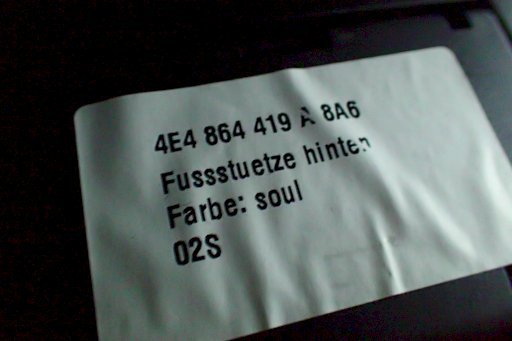 4E4 864 419 A 8A6
Fussstuetze hinten
Farbe: soul
02S